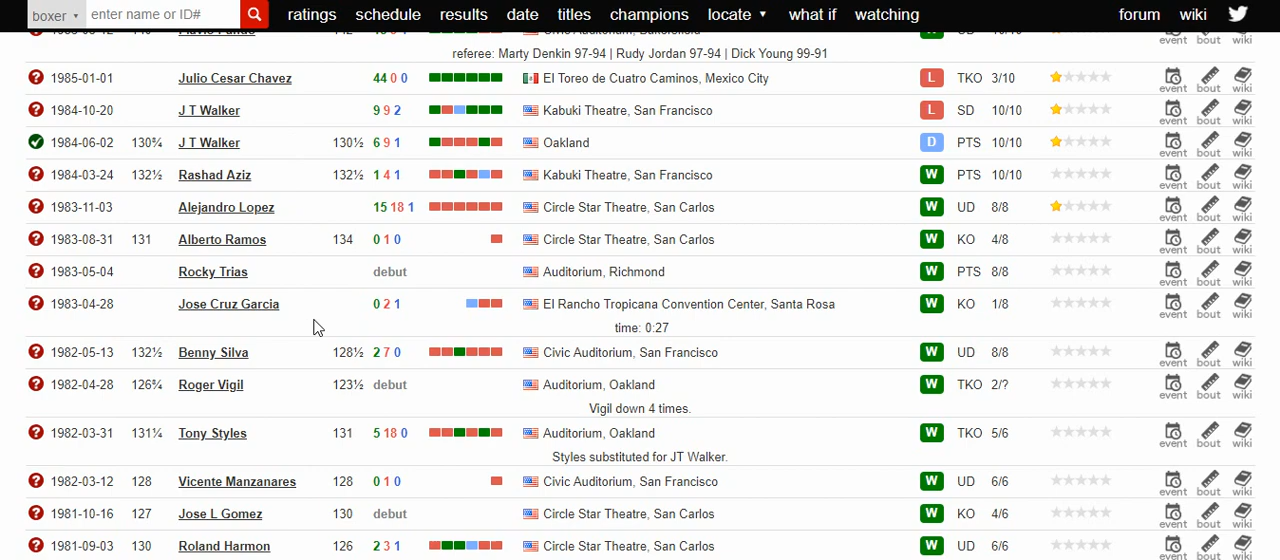 boxer enter name or ID# ratings schedule results date titles champions locate what if watching forum wiki
referee: Marty Denkin 97-94 | Rudy Jordan 97-94 | Dick Young 99-91
1985-01-01 Julio Cesar Chavez 44 0 0 El Toreo de Cuatro Caminos, Mexico City L TKO 3/10 event bout wiki
1984-10-20 J T Walker 9 9 2 Kabuki Theatre, San Francisco L SD 10/10 event bout wiki
1984-06-02 130¾ J T Walker 130½ 6 9 1 Oakland D PTS 10/10 event bout wiki
1984-03-24 132½ Rashad Aziz 132½ 1 4 1 Kabuki Theatre, San Francisco W PTS 10/10 event bout wiki
1983-11-03 Alejandro Lopez 15 18 1 Circle Star Theatre, San Carlos W UD 8/8 event bout wiki
1983-08-31 131 Alberto Ramos 134 0 1 0 Circle Star Theatre, San Carlos W KO 4/8 event bout wiki
1983-05-04 Rocky Trias debut Auditorium, Richmond W PTS 8/8 event bout wiki
1983-04-28 Jose Cruz Garcia 0 2 1 El Rancho Tropicana Convention Center, Santa Rosa W KO 1/8 event bout wiki
time: 0:27
1982-05-13 132½ Benny Silva 128½ 2 7 0 Civic Auditorium, San Francisco W UD 8/8 event bout wiki
1982-04-28 126¾ Roger Vigil 123½ debut Auditorium, Oakland W TKO 2/? event bout wiki
Vigil down 4 times.
1982-03-31 131¼ Tony Styles 131 5 18 0 Auditorium, Oakland W TKO 5/6 event bout wiki
Styles substituted for JT Walker.
1982-03-12 128 Vicente Manzanares 128 0 1 0 Civic Auditorium, San Francisco W UD 6/6 event bout wiki
1981-10-16 127 Jose L Gomez 130 debut Circle Star Theatre, San Carlos W KO 4/6 event bout wiki
1981-09-03 130 Roland Harmon 126 2 3 1 Circle Star Theatre, San Carlos W UD 6/6 event bout wiki